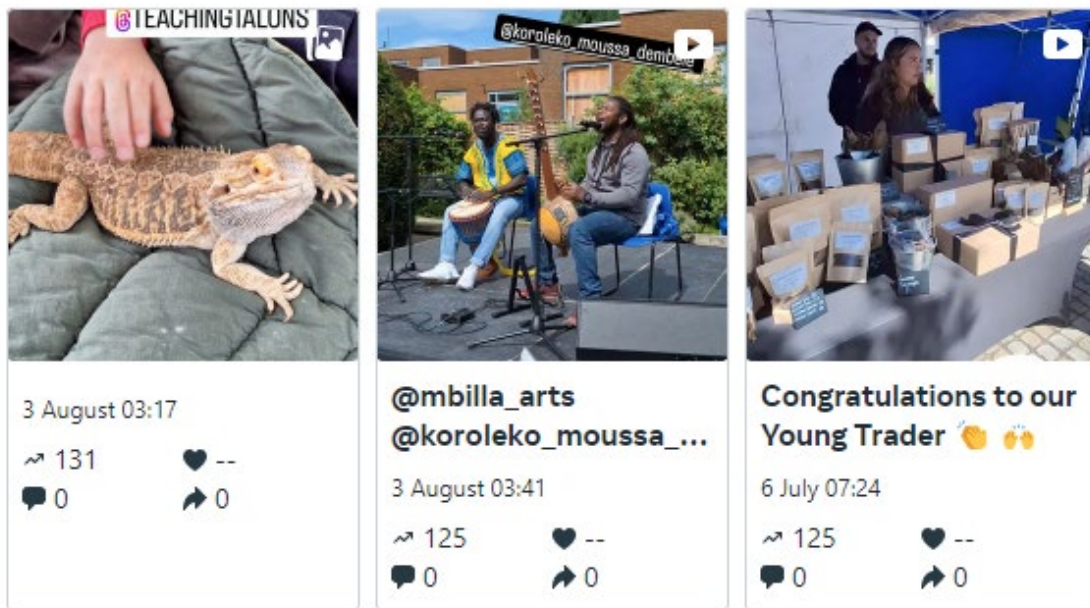 @TEACHINGTALONS
3 August 03:17
131 --
0 0
@koroleko_moussa_dembele
@mbilla_arts
@koroleko_moussa_...
3 August 03:41
125 --
0 0
Congratulations to our
Young Trader 👏 🙌
6 July 07:24
125 --
0 0